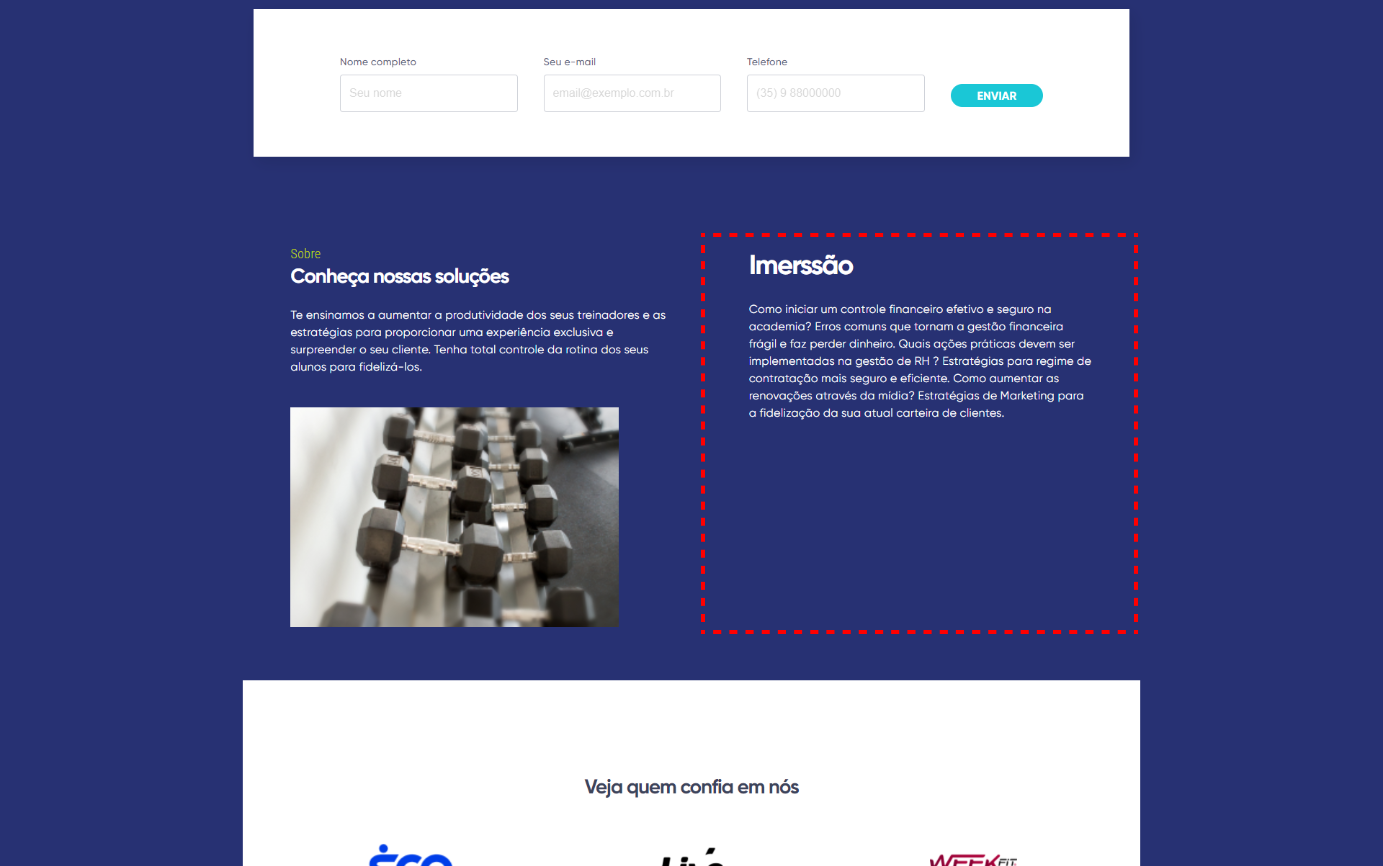 Nome completo
Seu e-mail
Telefone
Seu nome
email@exemplo.com.br
(35) 9 88000000
ENVIAR
Sobre
Conheça nossas soluções
Te ensinamos a aumentar a produtividade dos seus treinadores e as
estratégias para proporcionar uma experiência exclusiva e
surpreender o seu cliente. Tenha total controle da rotina dos seus
alunos para fidelizá-los.
Imerssão
Como iniciar um controle financeiro efetivo e seguro na
academia? Erros comuns que tornam a gestão financeira
frágil e faz perder dinheiro. Quais ações práticas devem ser
implementadas na gestão de RH ? Estratégias para regime de
contratação mais seguro e eficiente. Como aumentar as
renovações através da mídia? Estratégias de Marketing para
a fidelização da sua atual carteira de clientes.
Veja quem confia em nós
WEEKFIT